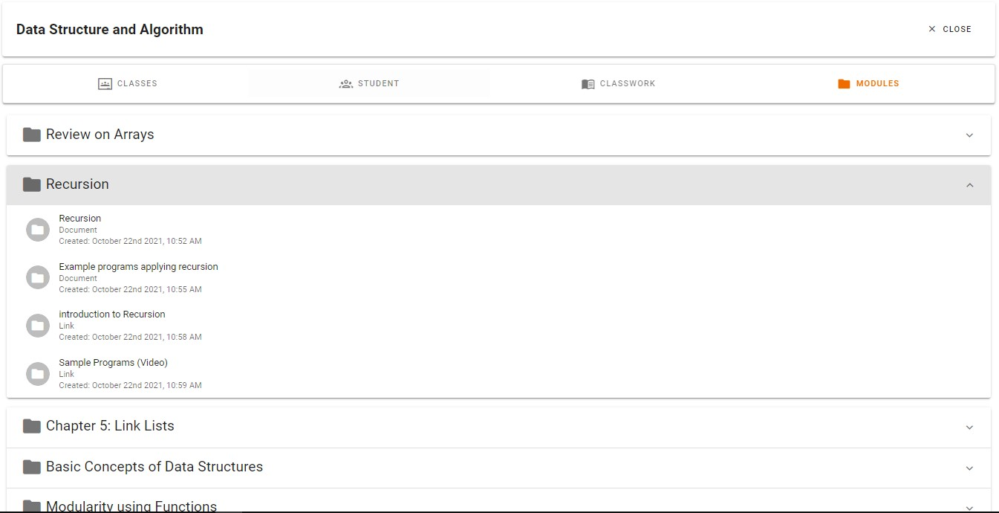 Data Structure and Algorithm
CLOSE
CLASSES
STUDENT
CLASSWORK
MODULES
Review on Arrays
Recursion
Recursion
Document
Created: October 22nd 2021, 10:52 AM
Example programs applying recursion
Document
Created: October 22nd 2021, 10:55 AM
introduction to Recursion
Link
Created: October 22nd 2021, 10:58 AM
Sample Programs (Video)
Link
Created: October 22nd 2021, 10:59 AM
Chapter 5: Link Lists
Basic Concepts of Data Structures
Modularity using Functions